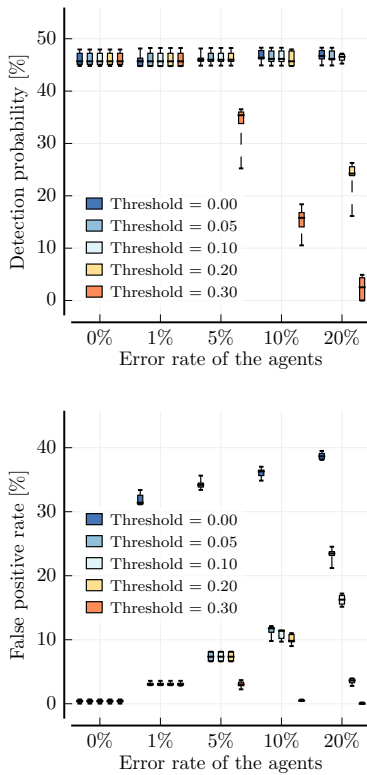 Detection probability [%]
50
40
30
20
10
0
Threshold = 0.00
Threshold = 0.05
Threshold = 0.10
Threshold = 0.20
Threshold = 0.30
0% 1% 5% 10% 20%
Error rate of the agents
False positive rate [%]
40
30
20
10
0
Threshold = 0.00
Threshold = 0.05
Threshold = 0.10
Threshold = 0.20
Threshold = 0.30
0% 1% 5% 10% 20%
Error rate of the agents